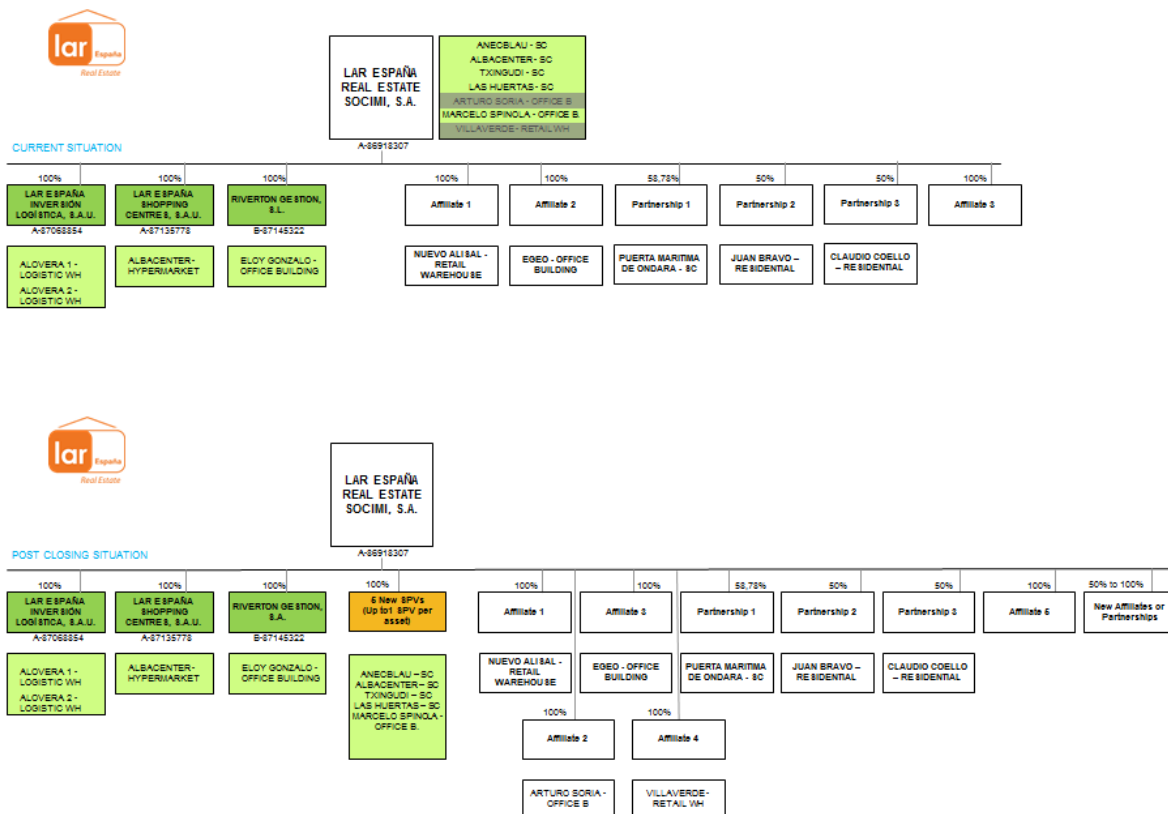 lar España
Real Estate
LAR ESPAÑA
REAL ESTATE
SOCIMI, S.A.
A-86918307
ANECBLAU - SC
ALBACENTER - SC
TXINGUDI - SC
LAS HUERTAS - SC
ARTURO SORIA - OFFICE B
MARCELO SPINOLA - OFFICE B.
VILLAVERDE - RETAIL WH
CURRENT SITUATION
100% 100% 100% 100% 100% 58,78% 50% 50% 100%
LAR ESPAÑA
INVERSIÓN
LOGÍSTICA, S.A.U.
A-87068854
LAR ESPAÑA
SHOPPING
CENTRES, S.A.U.
A-87135778
RIVERTON GESTION,
S.L.
B-87145322
Affiliate 1
Affiliate 2
Partnership 1
Partnership 2
Partnership 3
Affiliate 3
ALOVERA 1 -
LOGISTIC WH
ALOVERA 2 -
LOGISTIC WH
ALBACENTER-
HYPERMARKET
ELOY GONZALO -
OFFICE BUILDING
NUEVO ALISAL -
RETAIL
WAREHOUSE
EGEO - OFFICE
BUILDING
PUERTA MARITIMA
DE ONDARA - SC
JUAN BRAVO –
RESIDENTIAL
CLAUDIO COELLO
– RESIDENTIAL
lar España
Real Estate
LAR ESPAÑA
REAL ESTATE
SOCIMI, S.A.
A-86918307
POST CLOSING SITUATION
100% 100% 100% 100% 100% 100% 58,78% 50% 50% 100% 50% to 100%
LAR ESPAÑA
INVERSIÓN
LOGÍSTICA, S.A.U.
A-87068854
LAR ESPAÑA
SHOPPING
CENTRES, S.A.U.
A-87135778
RIVERTON GESTION,
S.A.
B-87145322
5 New SPVs
(Up to1 SPV per
asset)
Affiliate 1
Affiliate 3
Partnership 1
Partnership 2
Partnership 3
Affiliate 5
New Affiliates or
Partnerships
ALOVERA 1 -
LOGISTIC WH
ALOVERA 2 -
LOGISTIC WH
ALBACENTER-
HYPERMARKET
ELOY GONZALO -
OFFICE BUILDING
ANECBLAU – SC
ALBACENTER – SC
TXINGUDI – SC
LAS HUERTAS – SC
MARCELO SPINOLA -
OFFICE B.
NUEVO ALISAL -
RETAIL
WAREHOUSE
EGEO - OFFICE
BUILDING
PUERTA MARITIMA
DE ONDARA - SC
JUAN BRAVO –
RESIDENTIAL
CLAUDIO COELLO
– RESIDENTIAL
100% 100%
Affiliate 2
Affiliate 4
ARTURO SORIA -
OFFICE B
VILLAVERDE-
RETAIL WH